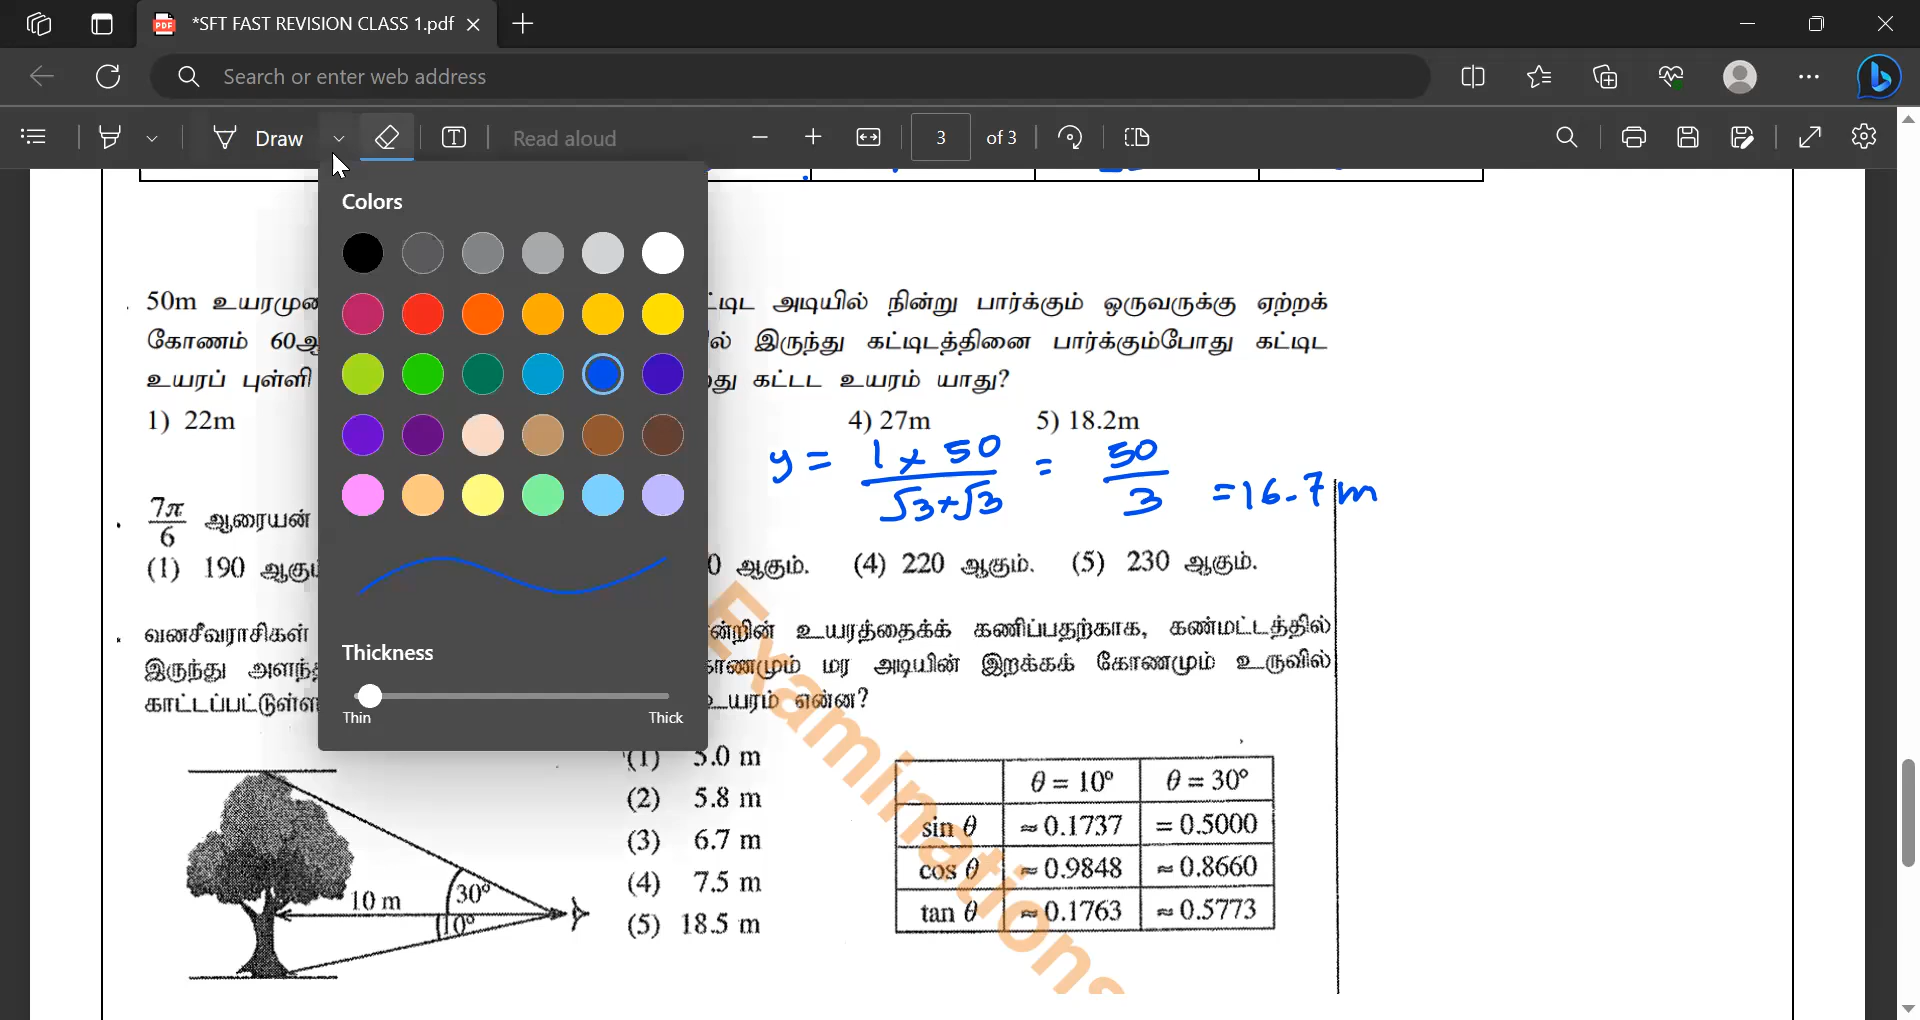 *SFT FAST REVISION CLASS 1.pdf
Search or enter web address
Draw
Read aloud
3 of 3
Colors
Thickness
Thin
Thick
50m உயரமுடை ட்டிட அடியில் நின்று பார்க்கும் ஒருவருக்கு ஏற்றக்
கோணம் 60ஆ ல் இருந்து கட்டிடத்தினை பார்க்கும்போது கட்டிட
உயரப் புள்ளி து கட்டட உயரம் யாது?
1) 22m 4) 27m 5) 18.2m
y = 1 x 50 / √3+√3 = 50 / 3 = 16.7 m
7π/6 ஆரையன்
(1) 190 ஆகும் 0 ஆகும். (4) 220 ஆகும். (5) 230 ஆகும்.
வனசீவராசிகள் ன்றின் உயரத்தைக் கணிப்பதற்காக, கண்மட்டத்தில்
இருந்து அளந்த ாணமும் மர அடியின் இறக்கக் கோணமும் உருவில்
காட்டப்பட்டுள்ள உயரம் என்ன?
(1) 5.0 m
(2) 5.8 m
(3) 6.7 m
(4) 7.5 m
(5) 18.5 m
10 m
30°
10°
θ = 10° θ = 30°
sin θ ≈ 0.1737 = 0.5000
cos θ ≈ 0.9848 ≈ 0.8660
tan θ ≈ 0.1763 ≈ 0.5773
Examinations